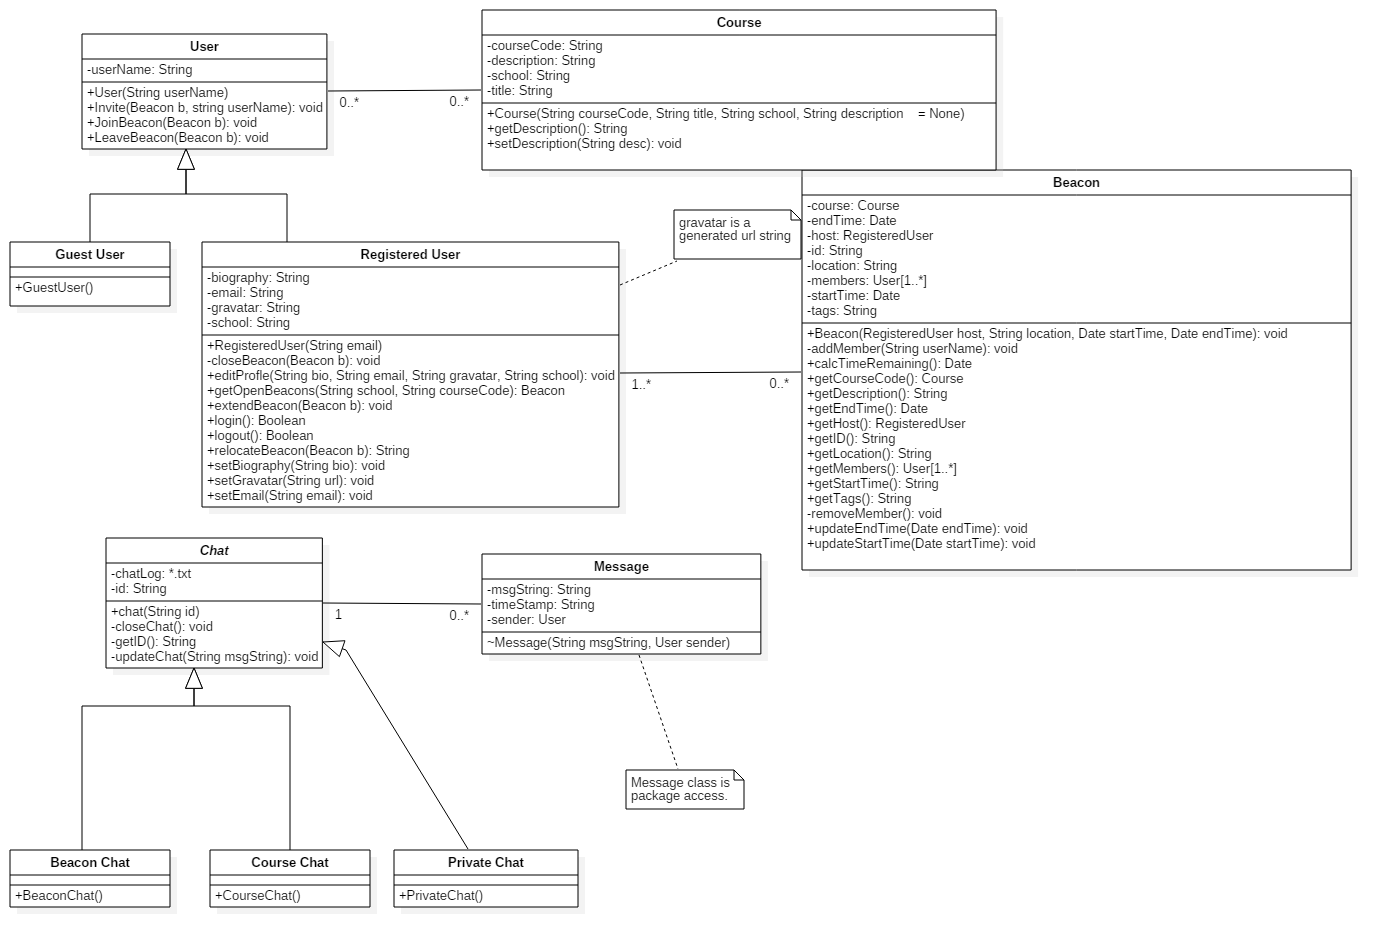 User
-userName: String
+User(String userName)
+Invite(Beacon b, string userName): void
+JoinBeacon(Beacon b): void
+LeaveBeacon(Beacon b): void
0..*
0..*
Course
-courseCode: String
-description: String
-school: String
-title: String
+Course(String courseCode, String title, String school, String description = None)
+getDescription(): String
+setDescription(String desc): void
Guest User
+GuestUser()
Registered User
-biography: String
-email: String
-gravatar: String
-school: String
+RegisteredUser(String email)
-closeBeacon(Beacon b): void
+editProfle(String bio, String email, String gravatar, String school): void
+getOpenBeacons(String school, String courseCode): Beacon
+extendBeacon(Beacon b): void
+login(): Boolean
+logout(): Boolean
+relocateBeacon(Beacon b): String
+setBiography(String bio): void
+setGravatar(String url): void
+setEmail(String email): void
gravatar is a
generated url string
1..*
0..*
Beacon
-course: Course
-endTime: Date
-host: RegisteredUser
-id: String
-location: String
-members: User[1..*]
-startTime: Date
-tags: String
+Beacon(RegisteredUser host, String location, Date startTime, Date endTime): void
-addMember(String userName): void
+calcTimeRemaining(): Date
+getCourseCode(): Course
+getDescription(): String
+getEndTime(): Date
+getHost(): RegisteredUser
+getID(): String
+getLocation(): String
+getMembers(): User[1..*]
+getStartTime(): String
+getTags(): String
-removeMember(): void
+updateEndTime(Date endTime): void
+updateStartTime(Date startTime): void
Chat
-chatLog: *.txt
-id: String
+chat(String id)
-closeChat(): void
-getID(): String
-updateChat(String msgString): void
1
0..*
Message
-msgString: String
-timeStamp: String
-sender: User
~Message(String msgString, User sender)
Message class is
package access.
Beacon Chat
+BeaconChat()
Course Chat
+CourseChat()
Private Chat
+PrivateChat()